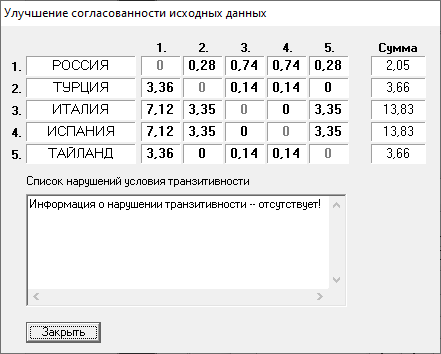 Улучшение согласованности исходных данных
1. 2. 3. 4. 5. Сумма
1. РОССИЯ 0 0,28 0,74 0,74 0,28 2,05
2. ТУРЦИЯ 3,36 0 0,14 0,14 0 3,66
3. ИТАЛИЯ 7,12 3,35 0 0 3,35 13,83
4. ИСПАНИЯ 7,12 3,35 0 0 3,35 13,83
5. ТАЙЛАНД 3,36 0 0,14 0,14 0 3,66
Список нарушений условия транзитивности
Информация о нарушении транзитивности -- отсутствует!
Закрыть